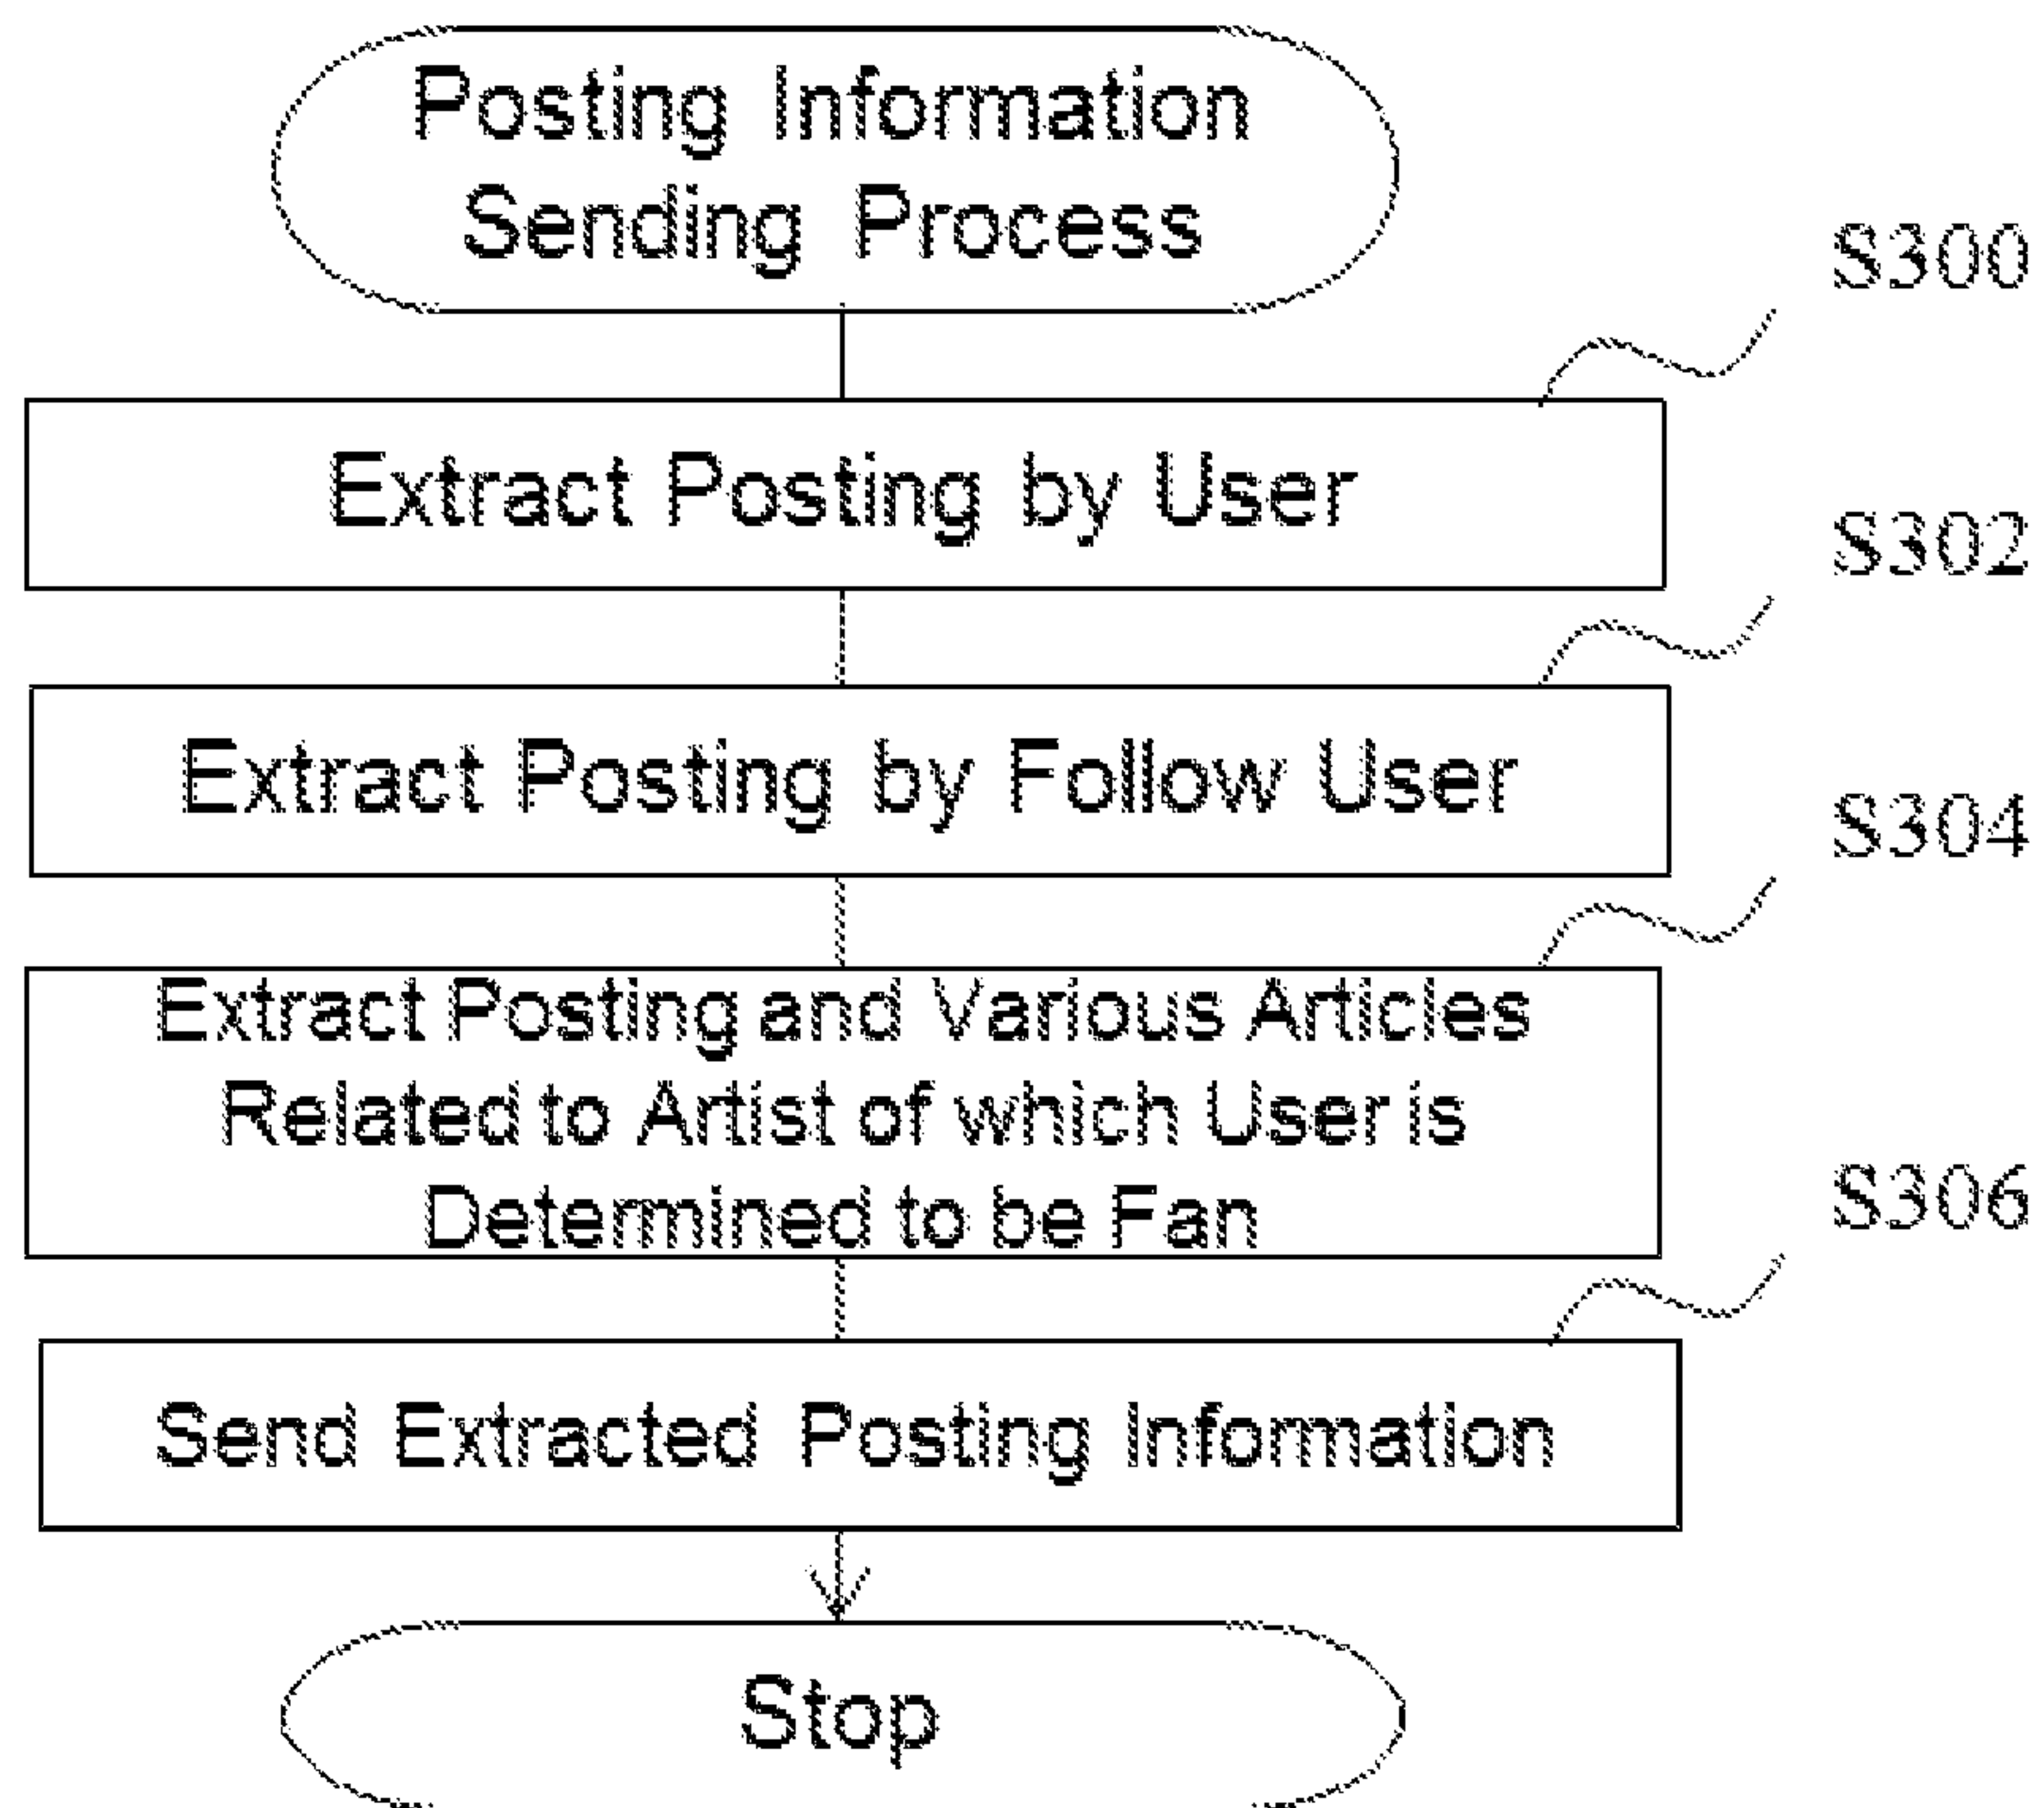 Posting Information
Sending Process
S300
Extract Posting by User
S302
Extract Posting by Follow User
S304
Extract Posting and Various Articles
Related to Artist of which User is
Determined to be Fan
S306
Send Extracted Posting Information
Stop